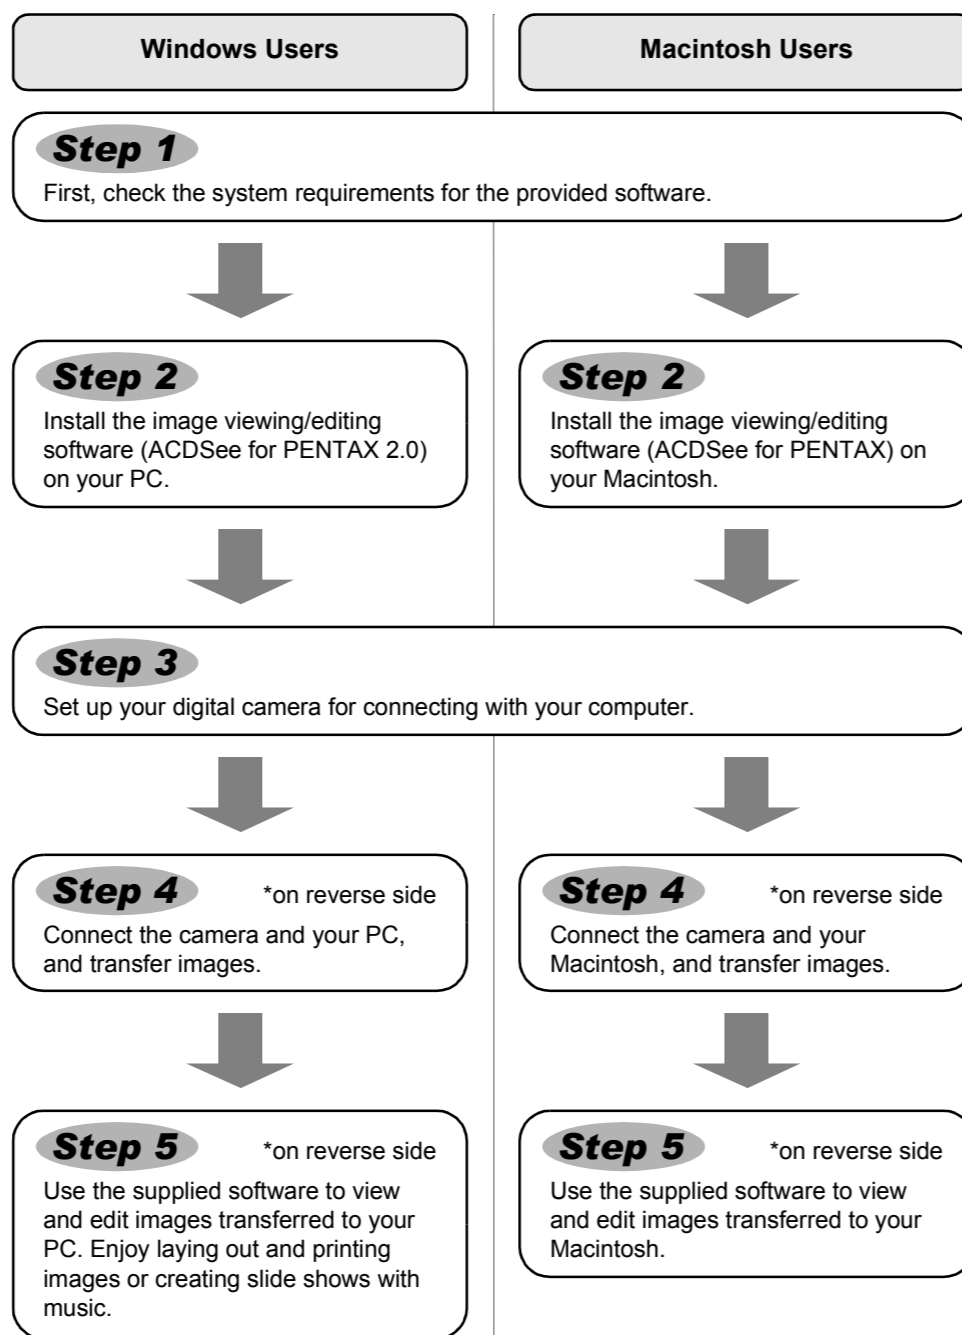 Windows Users
Macintosh Users
Step 1
First, check the system requirements for the provided software.
Step 2
Install the image viewing/editing
software (ACDSee for PENTAX 2.0)
on your PC.
Step 2
Install the image viewing/editing
software (ACDSee for PENTAX) on
your Macintosh.
Step 3
Set up your digital camera for connecting with your computer.
Step 4 *on reverse side
Connect the camera and your PC,
and transfer images.
Step 4 *on reverse side
Connect the camera and your
Macintosh, and transfer images.
Step 5 *on reverse side
Use the supplied software to view
and edit images transferred to your
PC. Enjoy laying out and printing
images or creating slide shows with
music.
Step 5 *on reverse side
Use the supplied software to view
and edit images transferred to your
Macintosh.